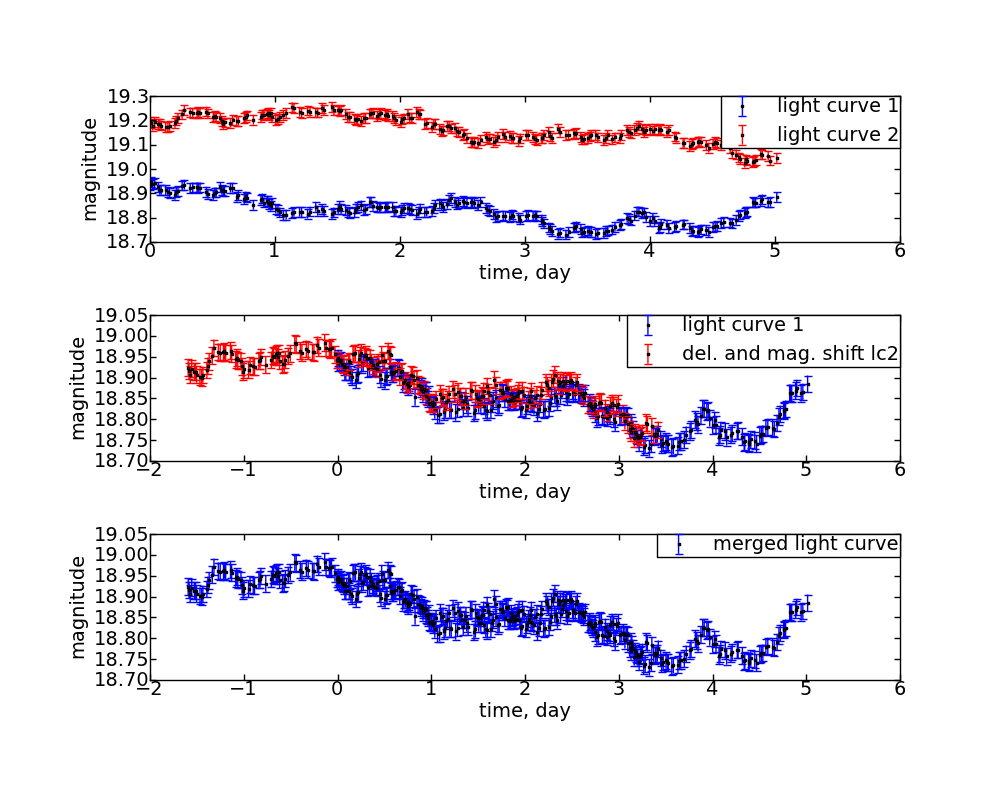 19.3
19.2
19.1
19.0
18.9
18.8
18.7
magnitude
light curve 1
light curve 2
0 1 2 3 4 5 6
time, day
19.05
19.00
18.95
18.90
18.85
18.80
18.75
18.70
magnitude
light curve 1
del. and mag. shift lc2
−2 −1 0 1 2 3 4 5 6
time, day
19.05
19.00
18.95
18.90
18.85
18.80
18.75
18.70
magnitude
merged light curve
−2 −1 0 1 2 3 4 5 6
time, day